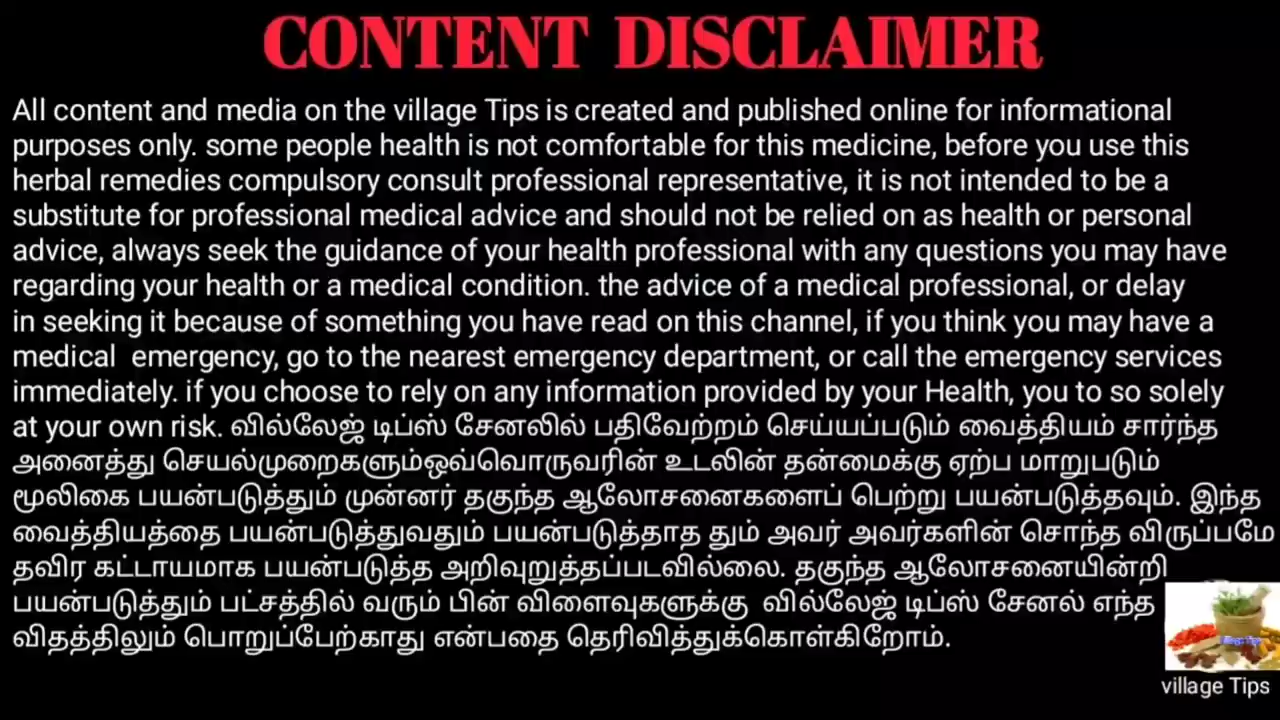 CONTENT DISCLAIMER
All content and media on the village Tips is created and published online for informational
purposes only. some people health is not comfortable for this medicine, before you use this
herbal remedies compulsory consult professional representative, it is not intended to be a
substitute for professional medical advice and should not be relied on as health or personal
advice, always seek the guidance of your health professional with any questions you may have
regarding your health or a medical condition. the advice of a medical professional, or delay
in seeking it because of something you have read on this channel, if you think you may have a
medical  emergency, go to the nearest emergency department, or call the emergency services
immediately. if you choose to rely on any information provided by your Health, you to so solely
at your own risk. வில்லேஜ் டிப்ஸ் சேனலில் பதிவேற்றம் செய்யப்படும் வைத்தியம் சார்ந்த
அனைத்து செயல்முறைகளும்ஒவ்வொருவரின் உடலின் தன்மைக்கு ஏற்ப மாறுபடும்
மூலிகை பயன்படுத்தும் முன்னர் தகுந்த ஆலோசனைகளைப் பெற்று பயன்படுத்தவும். இந்த
வைத்தியத்தை பயன்படுத்துவதும் பயன்படுத்தாத தும் அவர் அவர்களின் சொந்த விருப்பமே
தவிர கட்டாயமாக பயன்படுத்த அறிவுறுத்தப்படவில்லை. தகுந்த ஆலோசனையின்றி
பயன்படுத்தும் பட்சத்தில் வரும் பின் விளைவுகளுக்கு  வில்லேஜ் டிப்ஸ் சேனல் எந்த
விதத்திலும் பொறுப்பேற்காது என்பதை தெரிவித்துக்கொள்கிறோம்.
Village Tips
village Tips